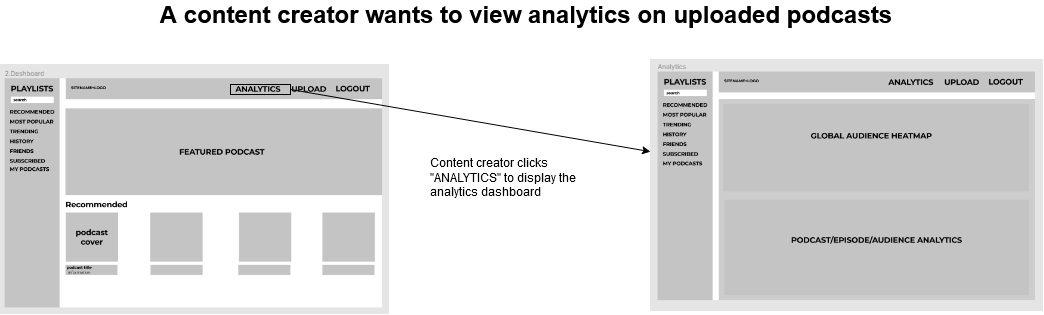 A content creator wants to view analytics on uploaded podcasts
2.Dashboard
PLAYLISTS
search
RECOMMENDED
MOST POPULAR
TRENDING
HISTORY
FRIENDS
SUBSCRIBED
MY PODCASTS
SITENAME+LOGO
ANALYTICS UPLOAD LOGOUT
FEATURED PODCAST
Recommended
podcast
cover
podcast title
information
Content creator clicks
"ANALYTICS" to display the
analytics dashboard
Analytics
PLAYLISTS
search
RECOMMENDED
MOST POPULAR
TRENDING
HISTORY
FRIENDS
SUBSCRIBED
MY PODCASTS
SITENAME+LOGO
ANALYTICS UPLOAD LOGOUT
GLOBAL AUDIENCE HEATMAP
PODCAST/EPISODE/AUDIENCE ANALYTICS